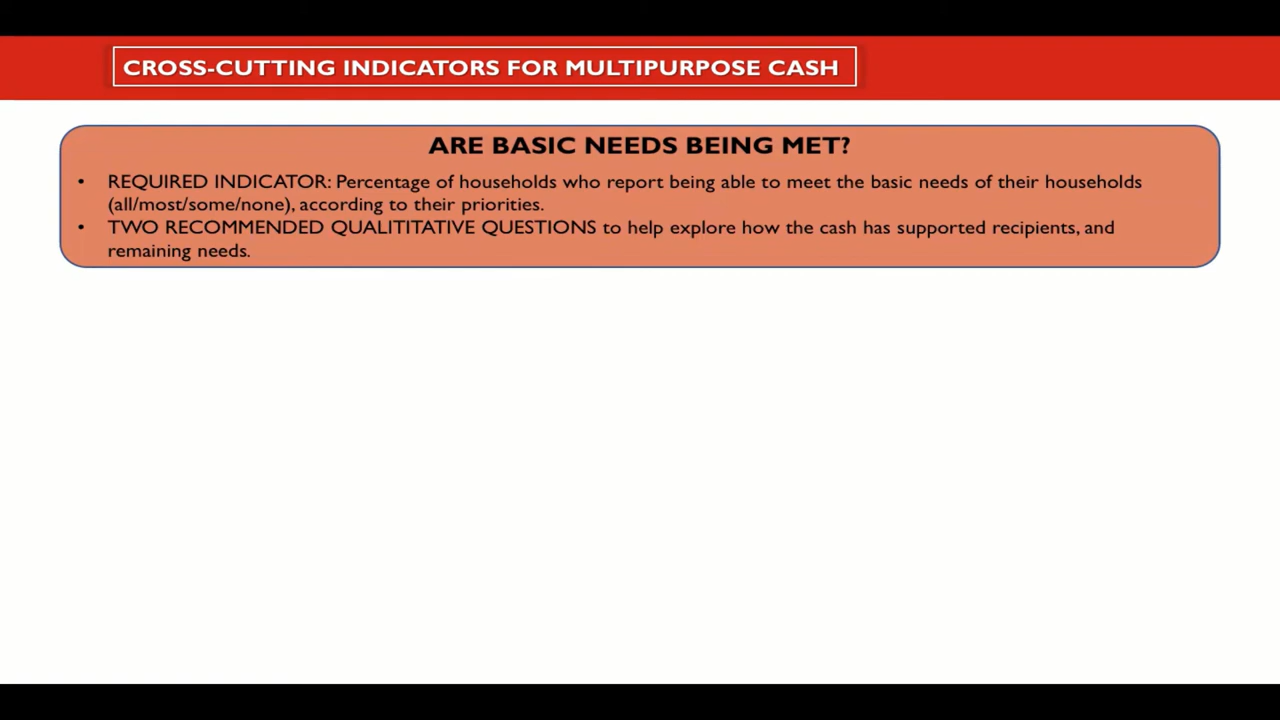 CROSS-CUTTING INDICATORS FOR MULTIPURPOSE CASH
ARE BASIC NEEDS BEING MET?
• REQUIRED INDICATOR: Percentage of households who report being able to meet the basic needs of their households
(all/most/some/none), according to their priorities.
• TWO RECOMMENDED QUALITITATIVE QUESTIONS to help explore how the cash has supported recipients, and
remaining needs.